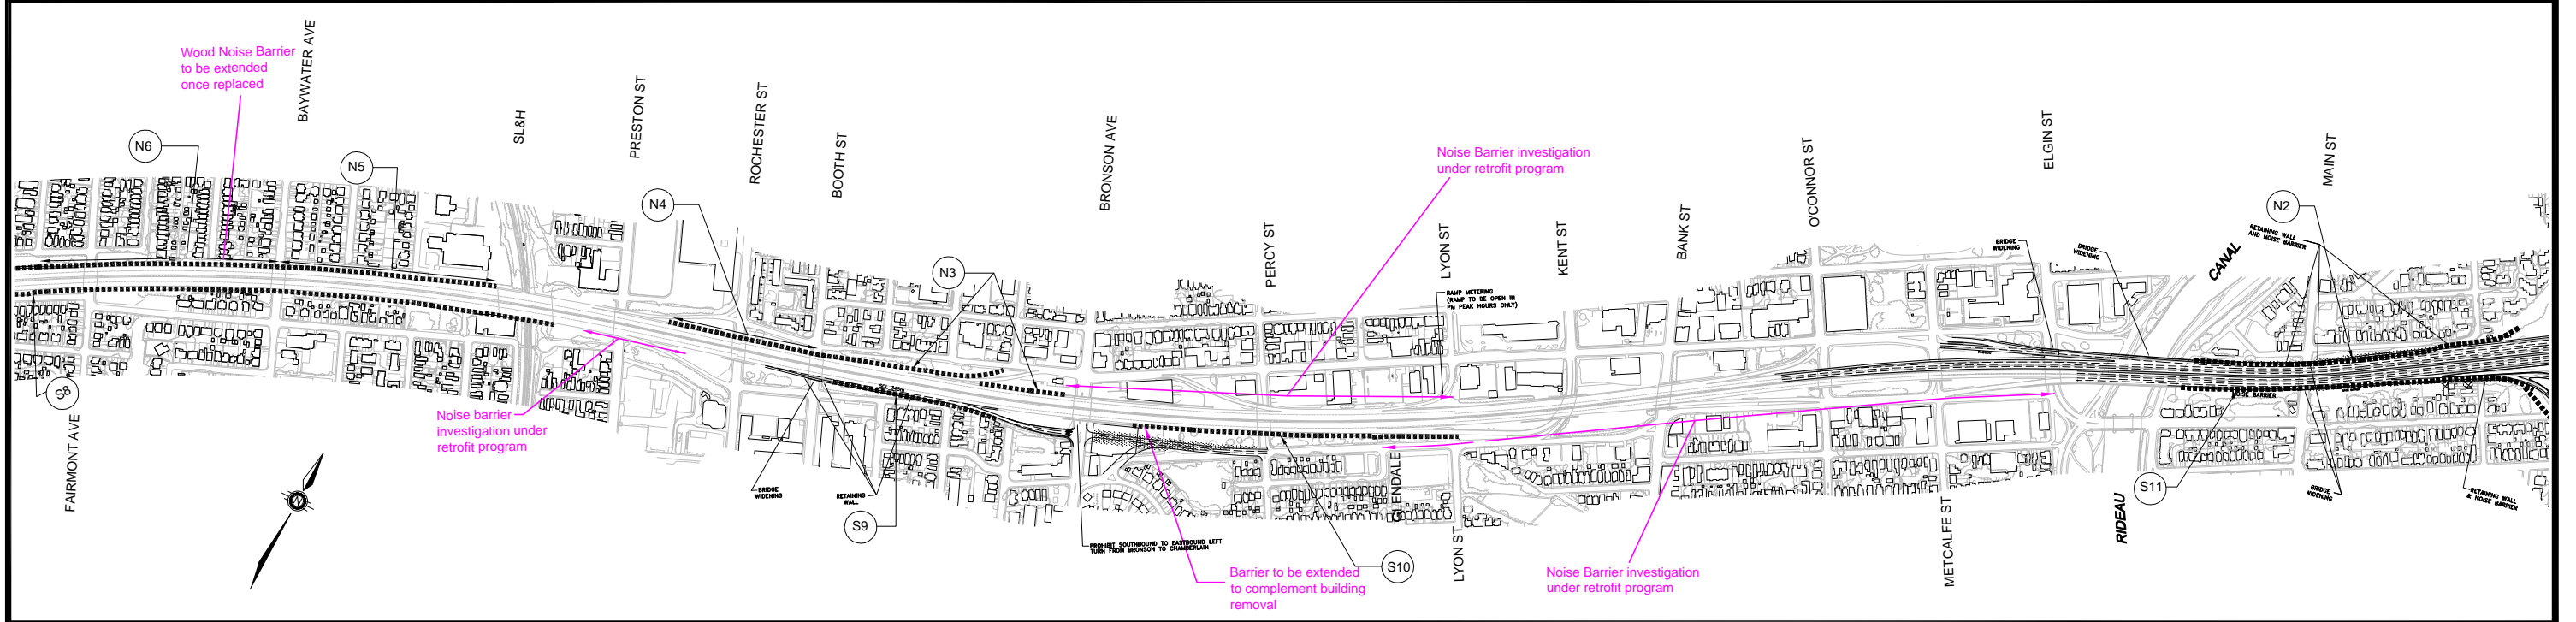 Wood Noise Barrier
to be extended
once replaced
BAYWATER AVE
SL&H
PRESTON ST
ROCHESTER ST
BOOTH ST
BRONSON AVE
PERCY ST
Noise Barrier investigation
under retrofit program
LYON ST
KENT ST
BANK ST
O'CONNOR ST
ELGIN ST
MAIN ST
N6
N5
N4
N3
N2
CANAL
RETAINING WALL
AND NOISE BARRIER
BRIDGE
WIDENING
BRIDGE
WIDENING
RAMP METERING
(RAMP TO BE OPEN IN
PM PEAK HOURS ONLY)
S8
FAIRMONT AVE
Noise barrier
investigation under
retrofit program
BRIDGE
WIDENING
RETAINING
WALL
S9
PROHIBIT SOUTHBOUND TO EASTBOUND LEFT
TURN FROM BRONSON TO CHAMBERLAIN
Barrier to be extended
to complement building
removal
S10
GLENDALE
LYON ST
Noise Barrier investigation
under retrofit program
METCALFE ST
RIDEAU
S11
NOISE BARRIER
BRIDGE
WIDENING
RETAINING WALL
& NOISE BARRIER